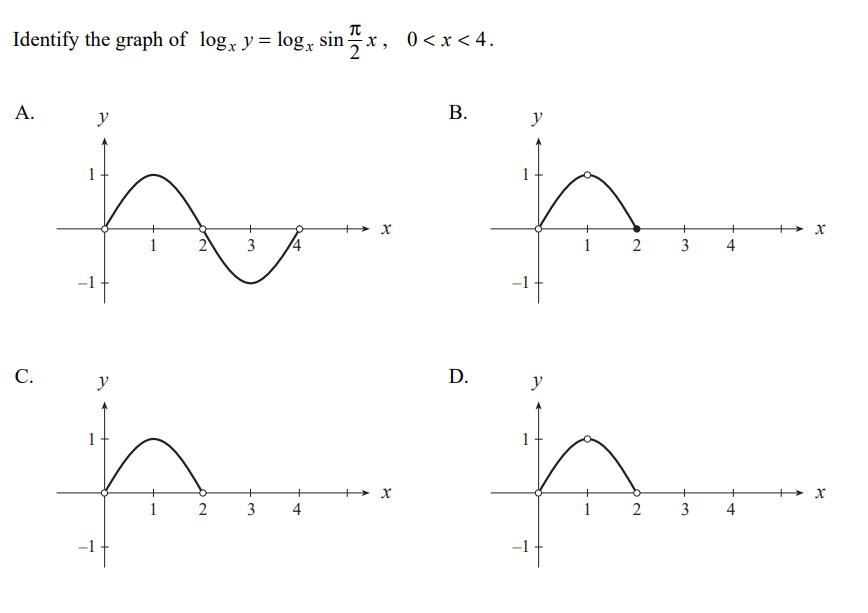 Identify the graph of log_x y = log_x sin π/2 x, 0 < x < 4.
A. B.
y y
1 1
x x
1 2 3 4 1 2 3 4
–1 –1
C. D.
y y
1 1
x x
1 2 3 4 1 2 3 4
–1 –1